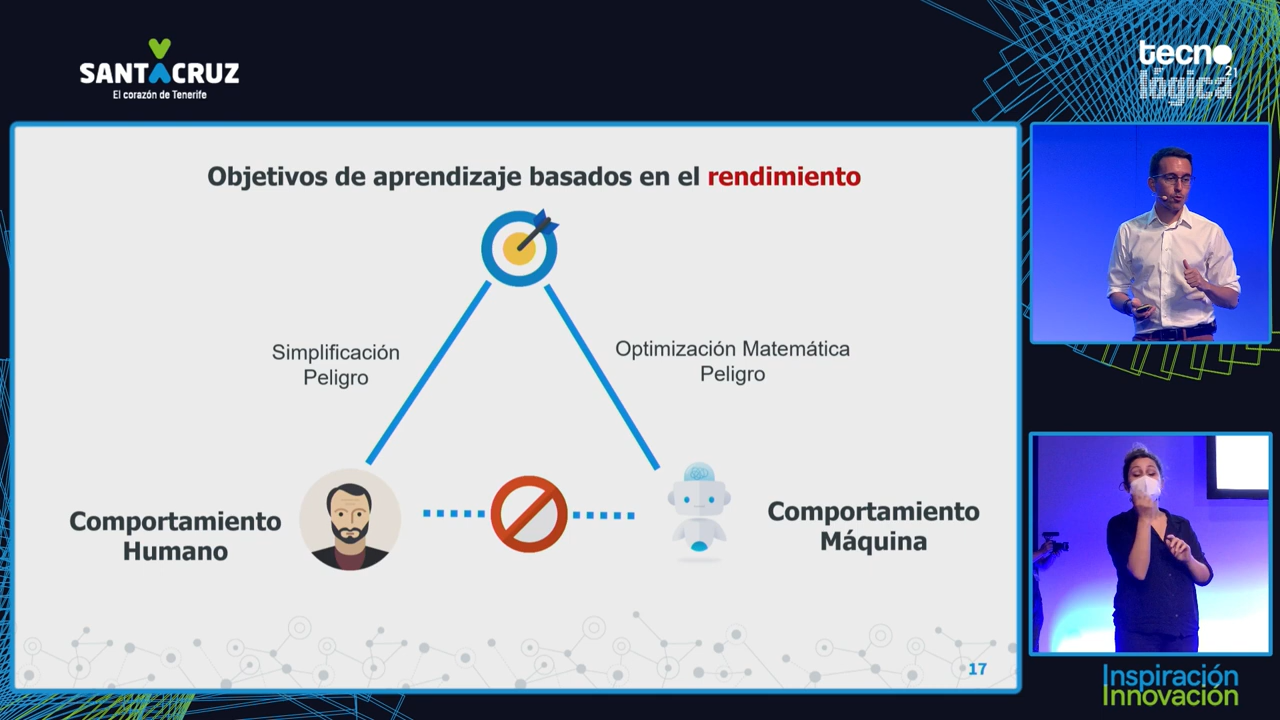 SANTACRUZ
El corazón de Tenerife
tecno
lógica
21
Objetivos de aprendizaje basados en el rendimiento
Simplificación
Peligro
Optimización Matemática
Peligro
Comportamiento
Humano
Comportamiento
Máquina
17
Inspiración
Innovación